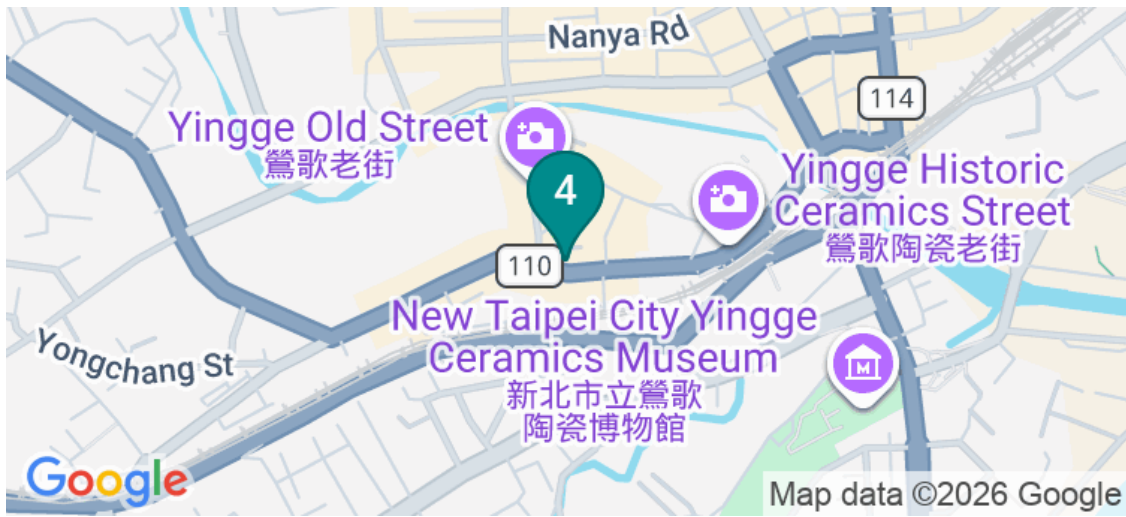 Nanya Rd
114
Yingge Old Street
鶯歌老街
4
Yingge Historic
Ceramics Street
鶯歌陶瓷老街
110
New Taipei City Yingge
Ceramics Museum
新北市立鶯歌
陶瓷博物館
M
Yongchang St
Google
Map data ©2026 Google